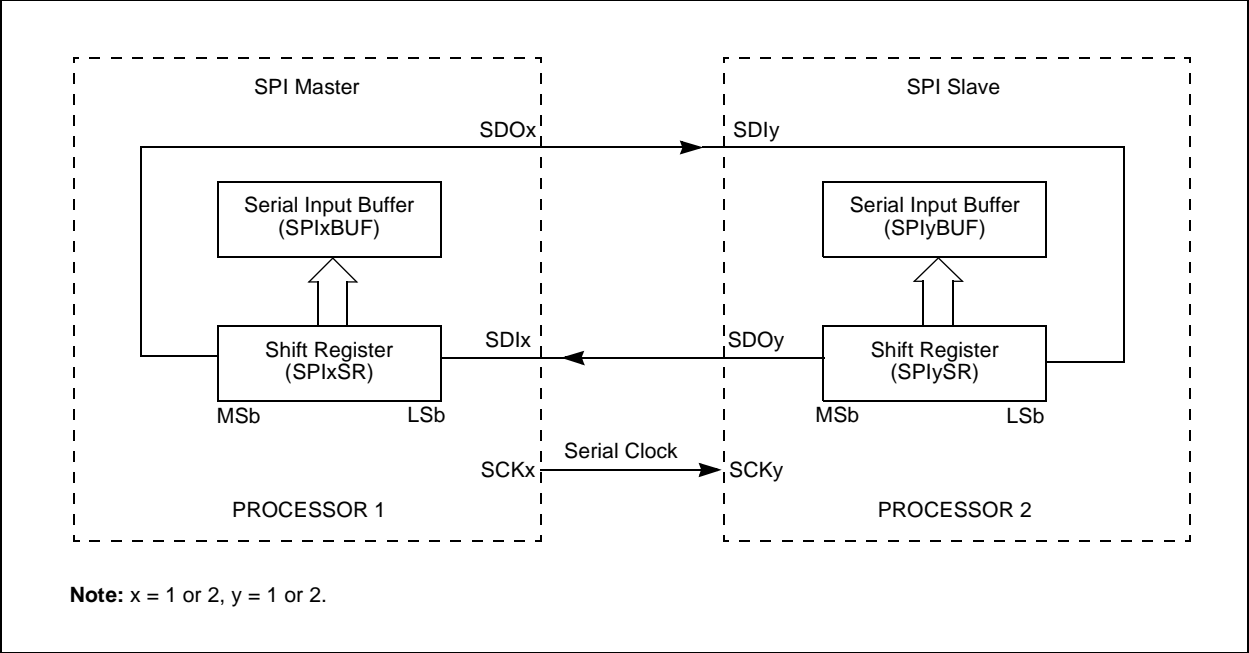 SPI Master
SPI Slave
SDOx
SDIy
Serial Input Buffer
(SPIxBUF)
Serial Input Buffer
(SPIyBUF)
SDIx
SDOy
Shift Register
(SPIxSR)
Shift Register
(SPIySR)
MSb
LSb
MSb
LSb
Serial Clock
SCKx
SCKy
PROCESSOR 1
PROCESSOR 2
Note: x = 1 or 2, y = 1 or 2.